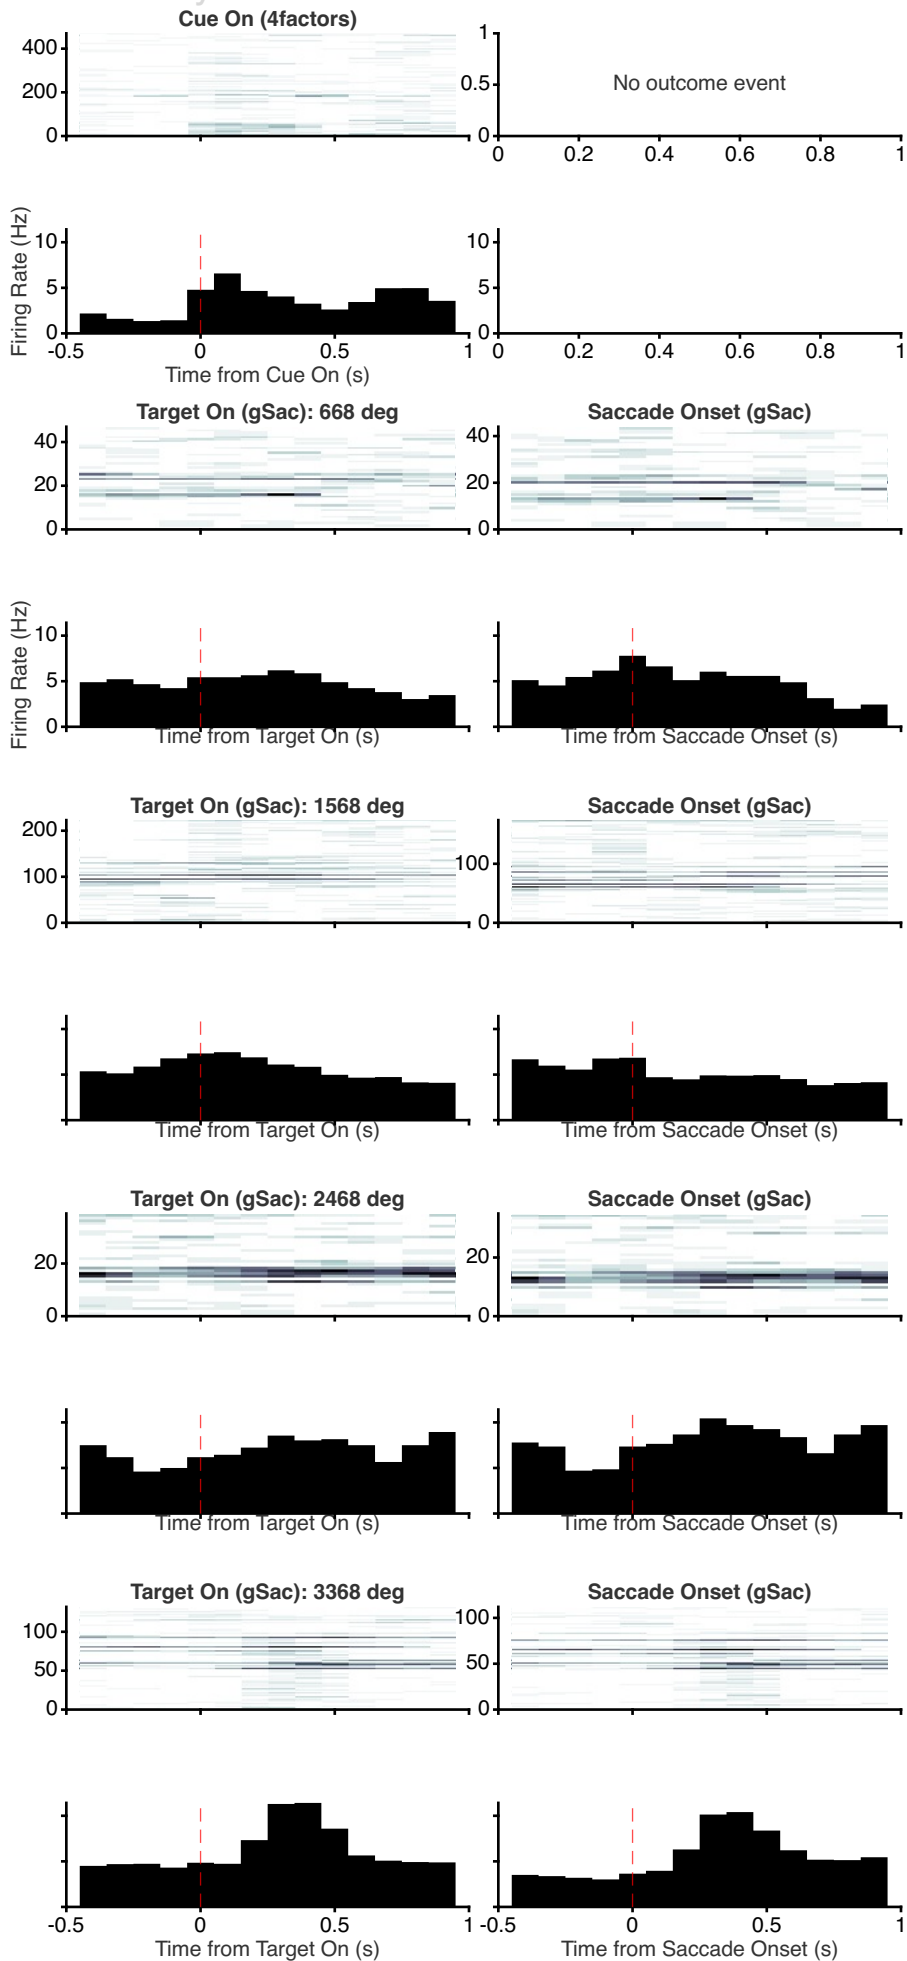 Cue On (4factors)
400
200
0
1
0.5
0
No outcome event
0 0.2 0.4 0.6 0.8 1
Firing Rate (Hz)
10
5
0
-0.5 0 0.5 1
Time from Cue On (s)
10
5
0
0 0.2 0.4 0.6 0.8 1
Target On (gSac): 668 deg
40
20
0
Saccade Onset (gSac)
40
20
0
Firing Rate (Hz)
10
5
0
Time from Target On (s)
Time from Saccade Onset (s)
Target On (gSac): 1568 deg
200
100
0
Saccade Onset (gSac)
100
0
Time from Target On (s)
Time from Saccade Onset (s)
Target On (gSac): 2468 deg
20
0
Saccade Onset (gSac)
20
0
Time from Target On (s)
Time from Saccade Onset (s)
Target On (gSac): 3368 deg
100
50
0
Saccade Onset (gSac)
100
50
0
-0.5 0 0.5 1
Time from Target On (s)
-0.5 0 0.5 1
Time from Saccade Onset (s)